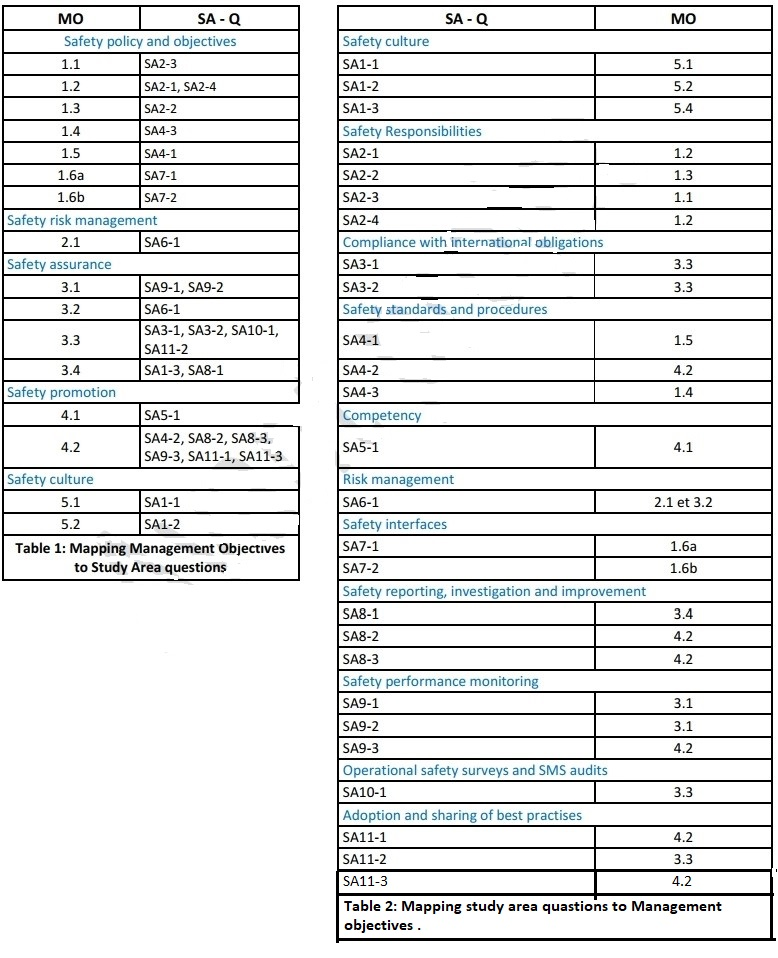 MO SA - Q
Safety policy and objectives
1.1 SA2-3
1.2 SA2-1, SA2-4
1.3 SA2-2
1.4 SA4-3
1.5 SA4-1
1.6a SA7-1
1.6b SA7-2
Safety risk management
2.1 SA6-1
Safety assurance
3.1 SA9-1, SA9-2
3.2 SA6-1
3.3 SA3-1, SA3-2, SA10-1,
SA11-2
3.4 SA1-3, SA8-1
Safety promotion
4.1 SA5-1
4.2 SA4-2, SA8-2, SA8-3,
SA9-3, SA11-1, SA11-3
Safety culture
5.1 SA1-1
5.2 SA1-2
Table 1: Mapping Management Objectives
to Study Area questions
SA - Q MO
Safety culture
SA1-1 5.1
SA1-2 5.2
SA1-3 5.4
Safety Responsibilities
SA2-1 1.2
SA2-2 1.3
SA2-3 1.1
SA2-4 1.2
Compliance with international obligations
SA3-1 3.3
SA3-2 3.3
Safety standards and procedures
SA4-1 1.5
SA4-2 4.2
SA4-3 1.4
Competency
SA5-1 4.1
Risk management
SA6-1 2.1 et 3.2
Safety interfaces
SA7-1 1.6a
SA7-2 1.6b
Safety reporting, investigation and improvement
SA8-1 3.4
SA8-2 4.2
SA8-3 4.2
Safety performance monitoring
SA9-1 3.1
SA9-2 3.1
SA9-3 4.2
Operational safety surveys and SMS audits
SA10-1 3.3
Adoption and sharing of best practises
SA11-1 4.2
SA11-2 3.3
SA11-3 4.2
Table 2: Mapping study area quastions to Management
objectives .